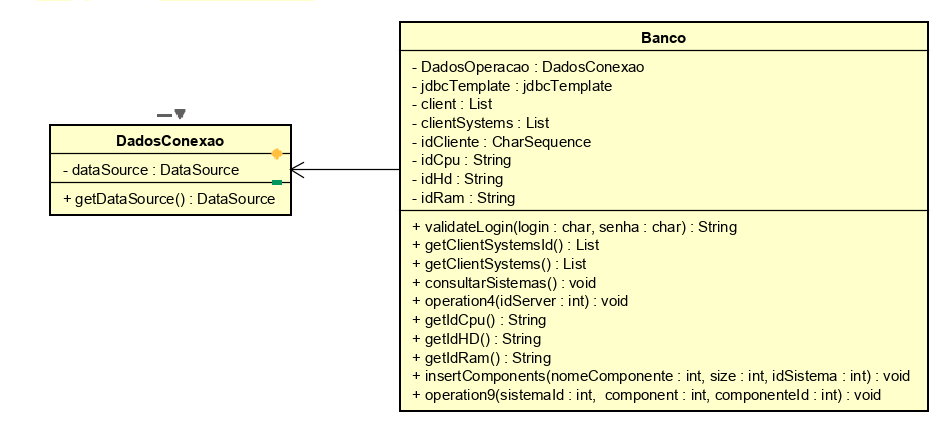 DadosConexao
- dataSource : DataSource
+ getDataSource() : DataSource
Banco
- DadosOperacao : DadosConexao
- jdbcTemplate : jdbcTemplate
- client : List
- clientSystems : List
- idCliente : CharSequence
- idCpu : String
- idHd : String
- idRam : String
+ validateLogin(login : char, senha : char) : String
+ getClientSystemsId() : List
+ getClientSystems() : List
+ consultarSistemas() : void
+ operation4(idServer : int) : void
+ getIdCpu() : String
+ getIdHD() : String
+ getIdRam() : String
+ insertComponents(nomeComponente : int, size : int, idSistema : int) : void
+ operation9(sistemaId : int, component : int, componenteId : int) : void